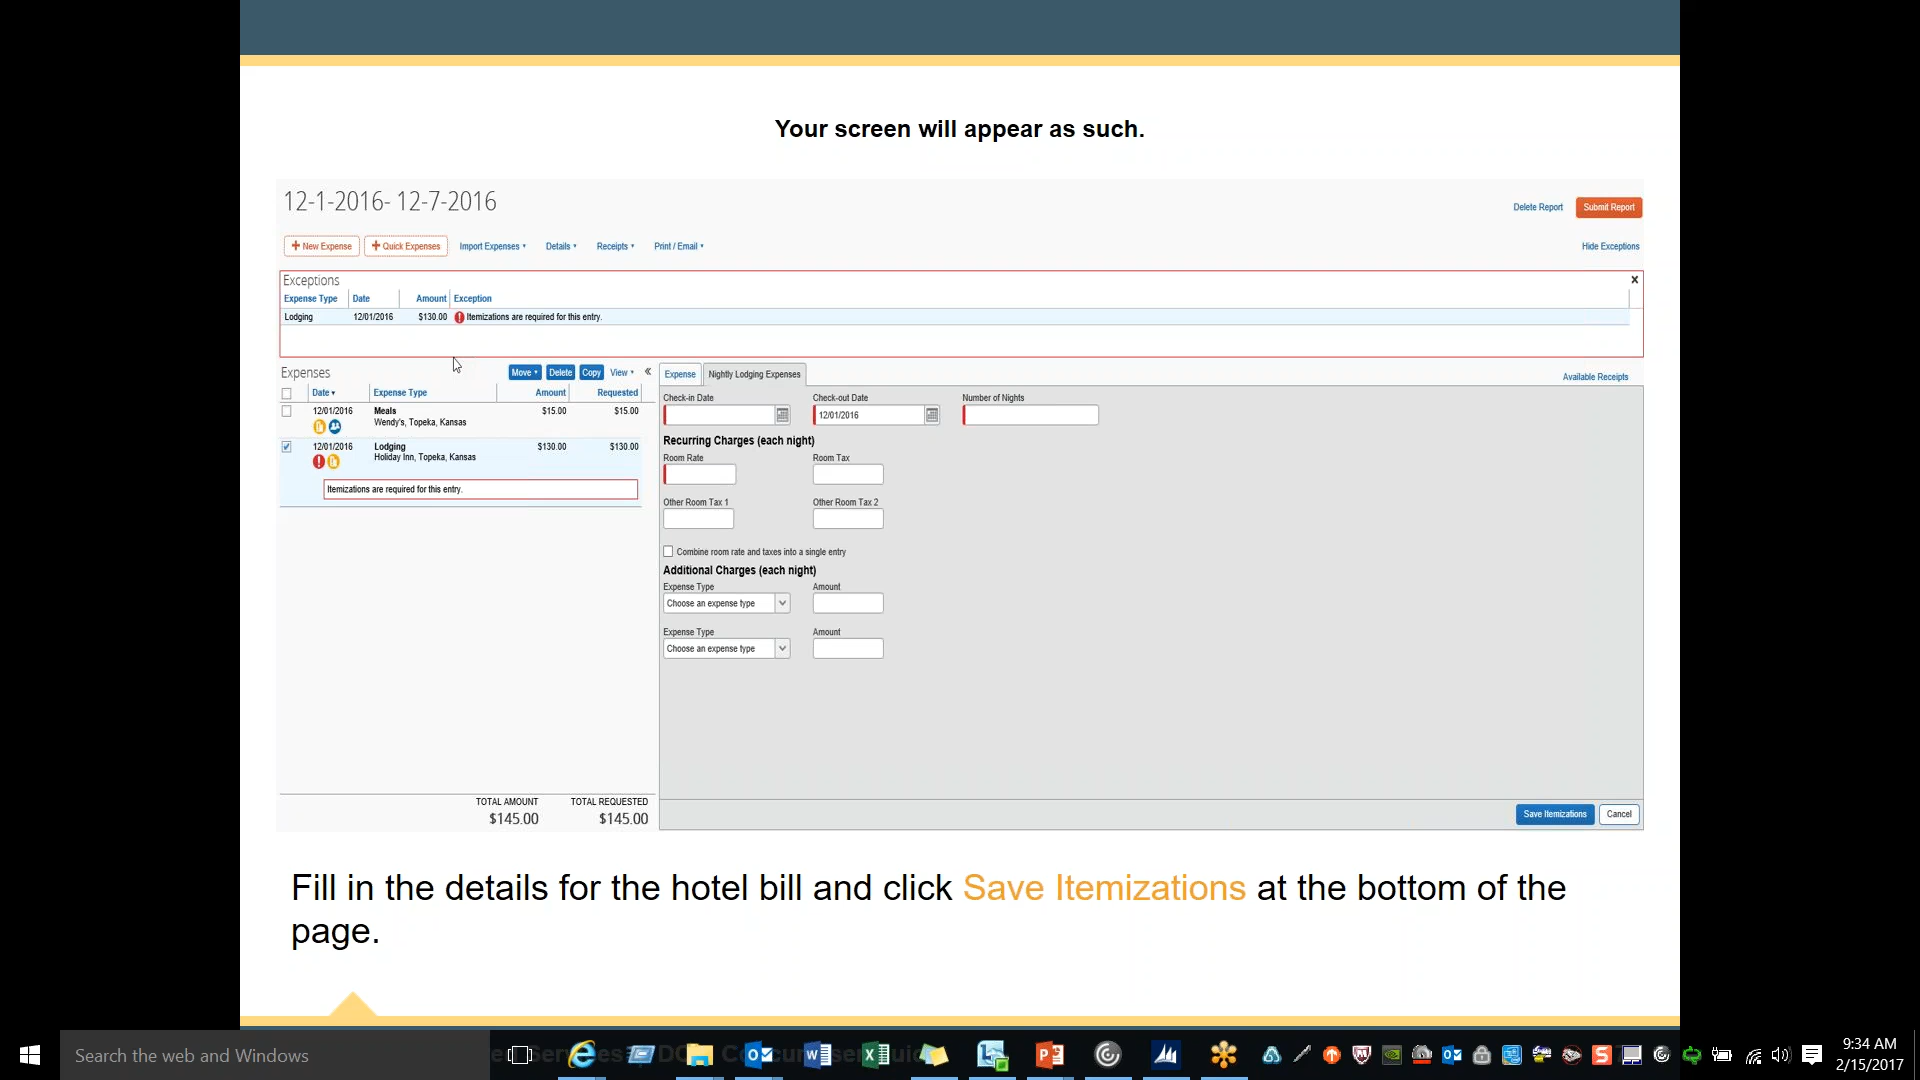 Your screen will appear as such.
12-1-2016- 12-7-2016
Delete Report Submit Report
New Expense Quick Expenses Import Expenses Details Receipts Print / Email Hide Exceptions
Exceptions
Expense Type Date Amount Exception
Lodging 12/01/2016 $130.00 Itemizations are required for this entry.
Expenses Move Delete Copy View
Date Expense Type Amount Requested
12/01/2016 Meals $15.00 $15.00
Wendy's, Topeka, Kansas
12/01/2016 Lodging $130.00 $130.00
Holiday Inn, Topeka, Kansas
Itemizations are required for this entry.
TOTAL AMOUNT TOTAL REQUESTED
$145.00 $145.00
Expense Nightly Lodging Expenses Available Receipts
Check-in Date Check-out Date Number of Nights
12/01/2016
Recurring Charges (each night)
Room Rate Room Tax
Other Room Tax 1 Other Room Tax 2
Combine room rate and taxes into a single entry
Additional Charges (each night)
Expense Type Amount
Choose an expense type
Expense Type Amount
Choose an expense type
Save Itemizations Cancel
Fill in the details for the hotel bill and click Save Itemizations at the bottom of the
page.
Search the web and Windows
9:34 AM
2/15/2017